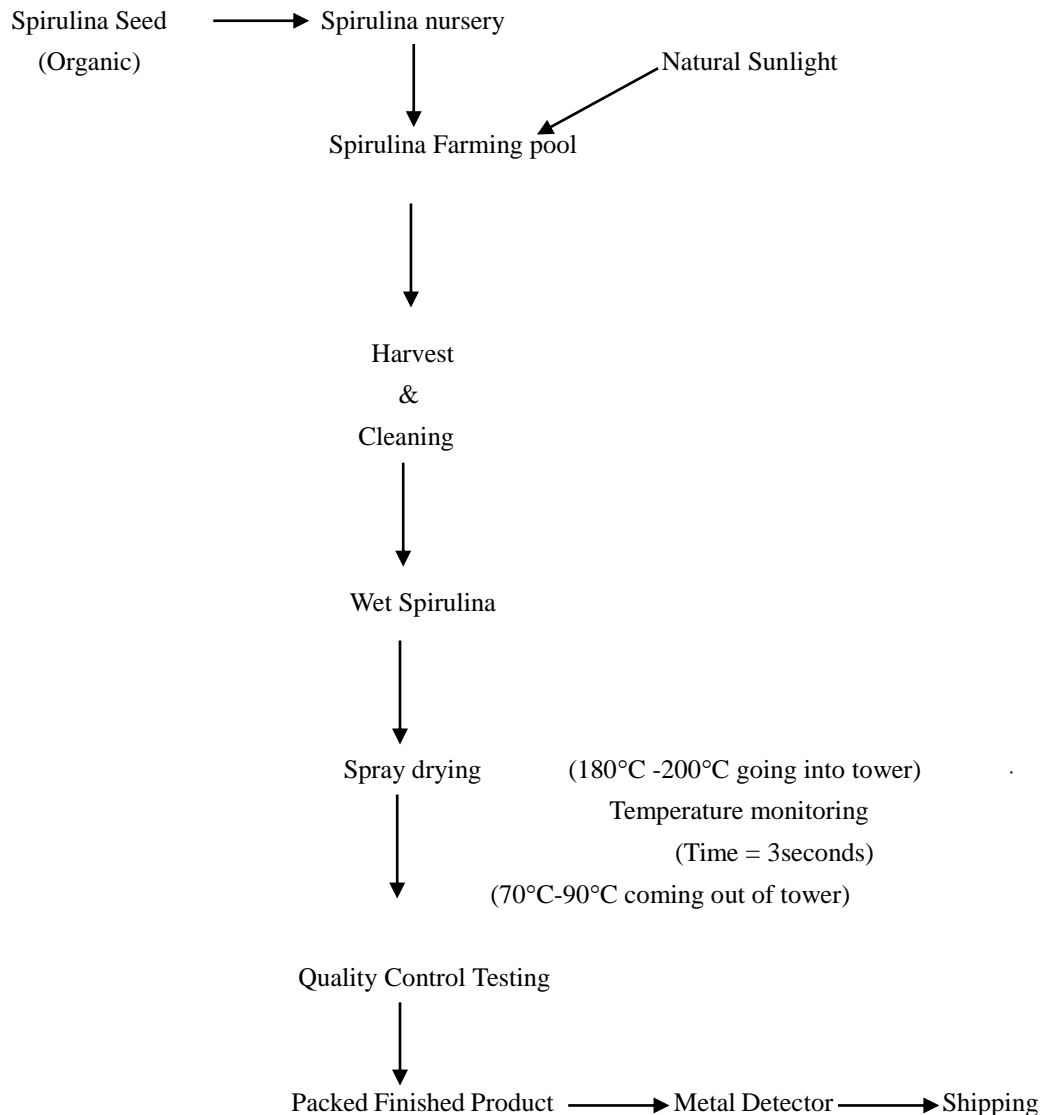 Spirulina Seed
(Organic)
Spirulina nursery
Natural Sunlight
Spirulina Farming pool
Harvest
&
Cleaning
Wet Spirulina
Spray drying
(180°C -200°C going into tower)
Temperature monitoring
(Time = 3seconds)
(70°C-90°C coming out of tower)
Quality Control Testing
Packed Finished Product
Metal Detector
Shipping